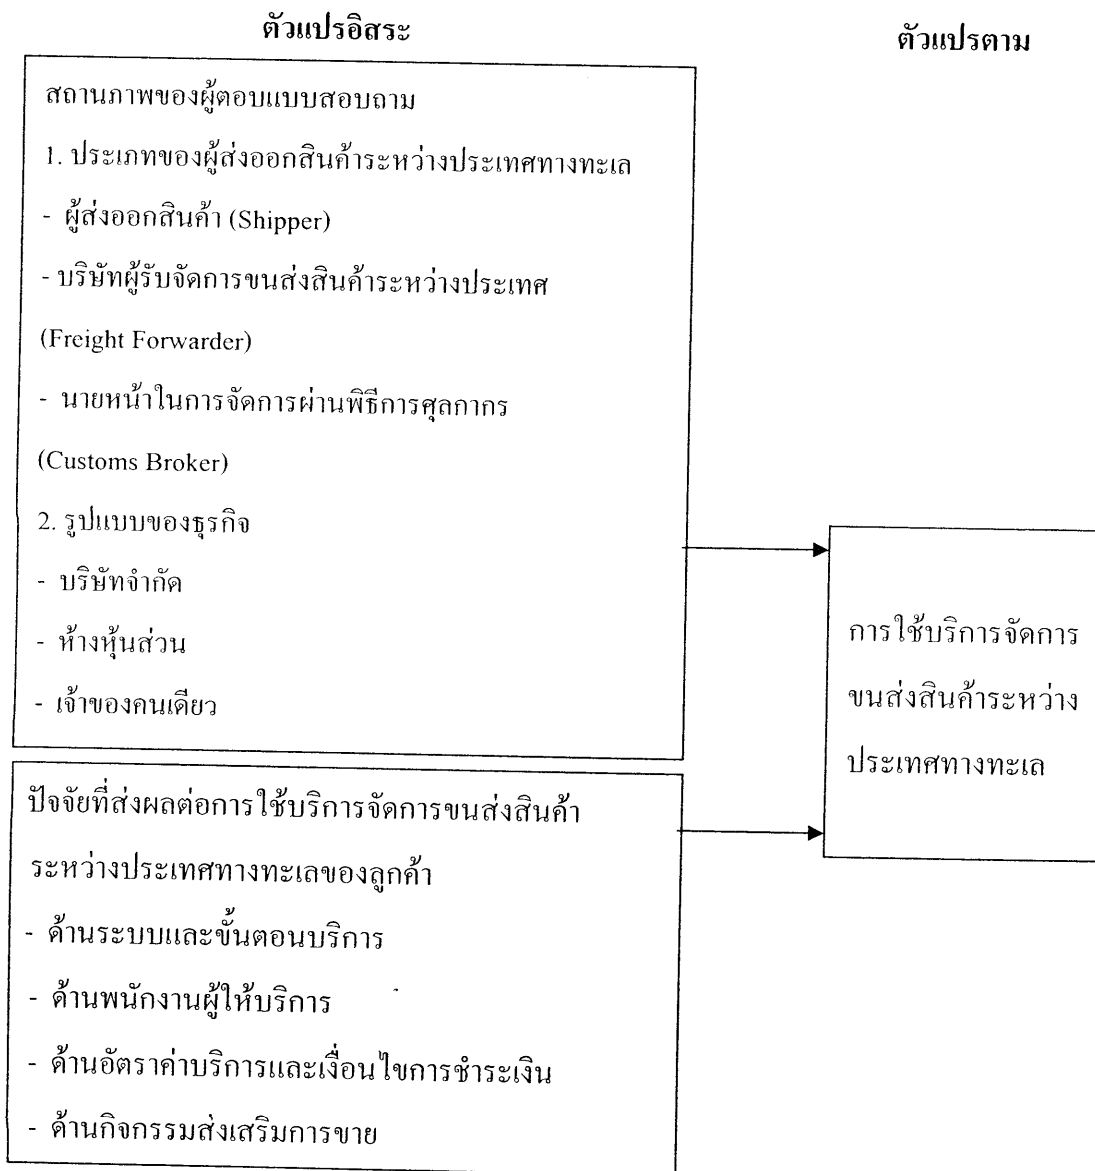 ตัวแปรอิสระ
ตัวแปรตาม
สถานภาพของผู้ตอบแบบสอบถาม
1. ประเภทของผู้ส่งออกสินค้าระหว่างประเทศทางทะเล
- ผู้ส่งออกสินค้า (Shipper)
- บริษัทผู้รับจัดการขนส่งสินค้าระหว่างประเทศ
(Freight Forwarder)
- นายหน้าในการจัดการผ่านพิธีการศุลกากร
(Customs Broker)
2. รูปแบบของธุรกิจ
- บริษัทจำกัด
- ห้างหุ้นส่วน
- เจ้าของคนเดียว
ปัจจัยที่ส่งผลต่อการใช้บริการจัดการขนส่งสินค้า
ระหว่างประเทศทางทะเลของลูกค้า
- ด้านระบบและขั้นตอนบริการ
- ด้านพนักงานผู้ให้บริการ
- ด้านอัตราค่าบริการและเงื่อนไขการชำระเงิน
- ด้านกิจกรรมส่งเสริมการขาย
การใช้บริการจัดการ
ขนส่งสินค้าระหว่าง
ประเทศทางทะเล